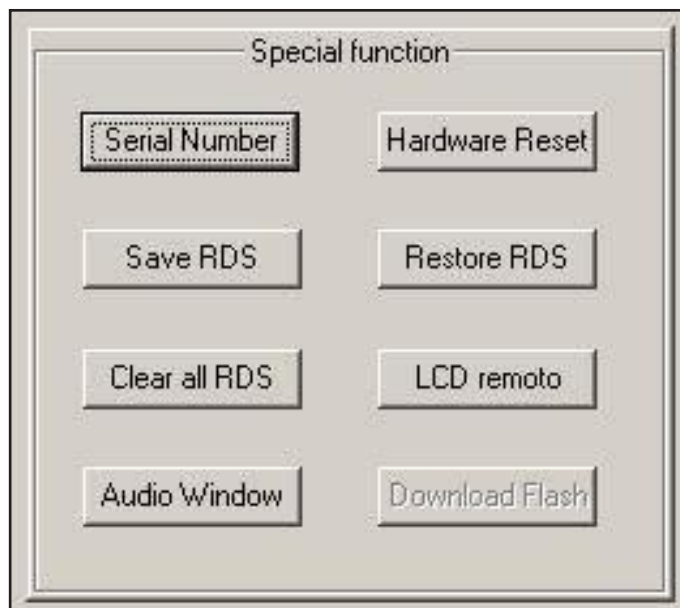 Special function
Serial Number
Hardware Reset
Save RDS
Restore RDS
Clear all RDS
LCD remoto
Audio Window
Download Flash